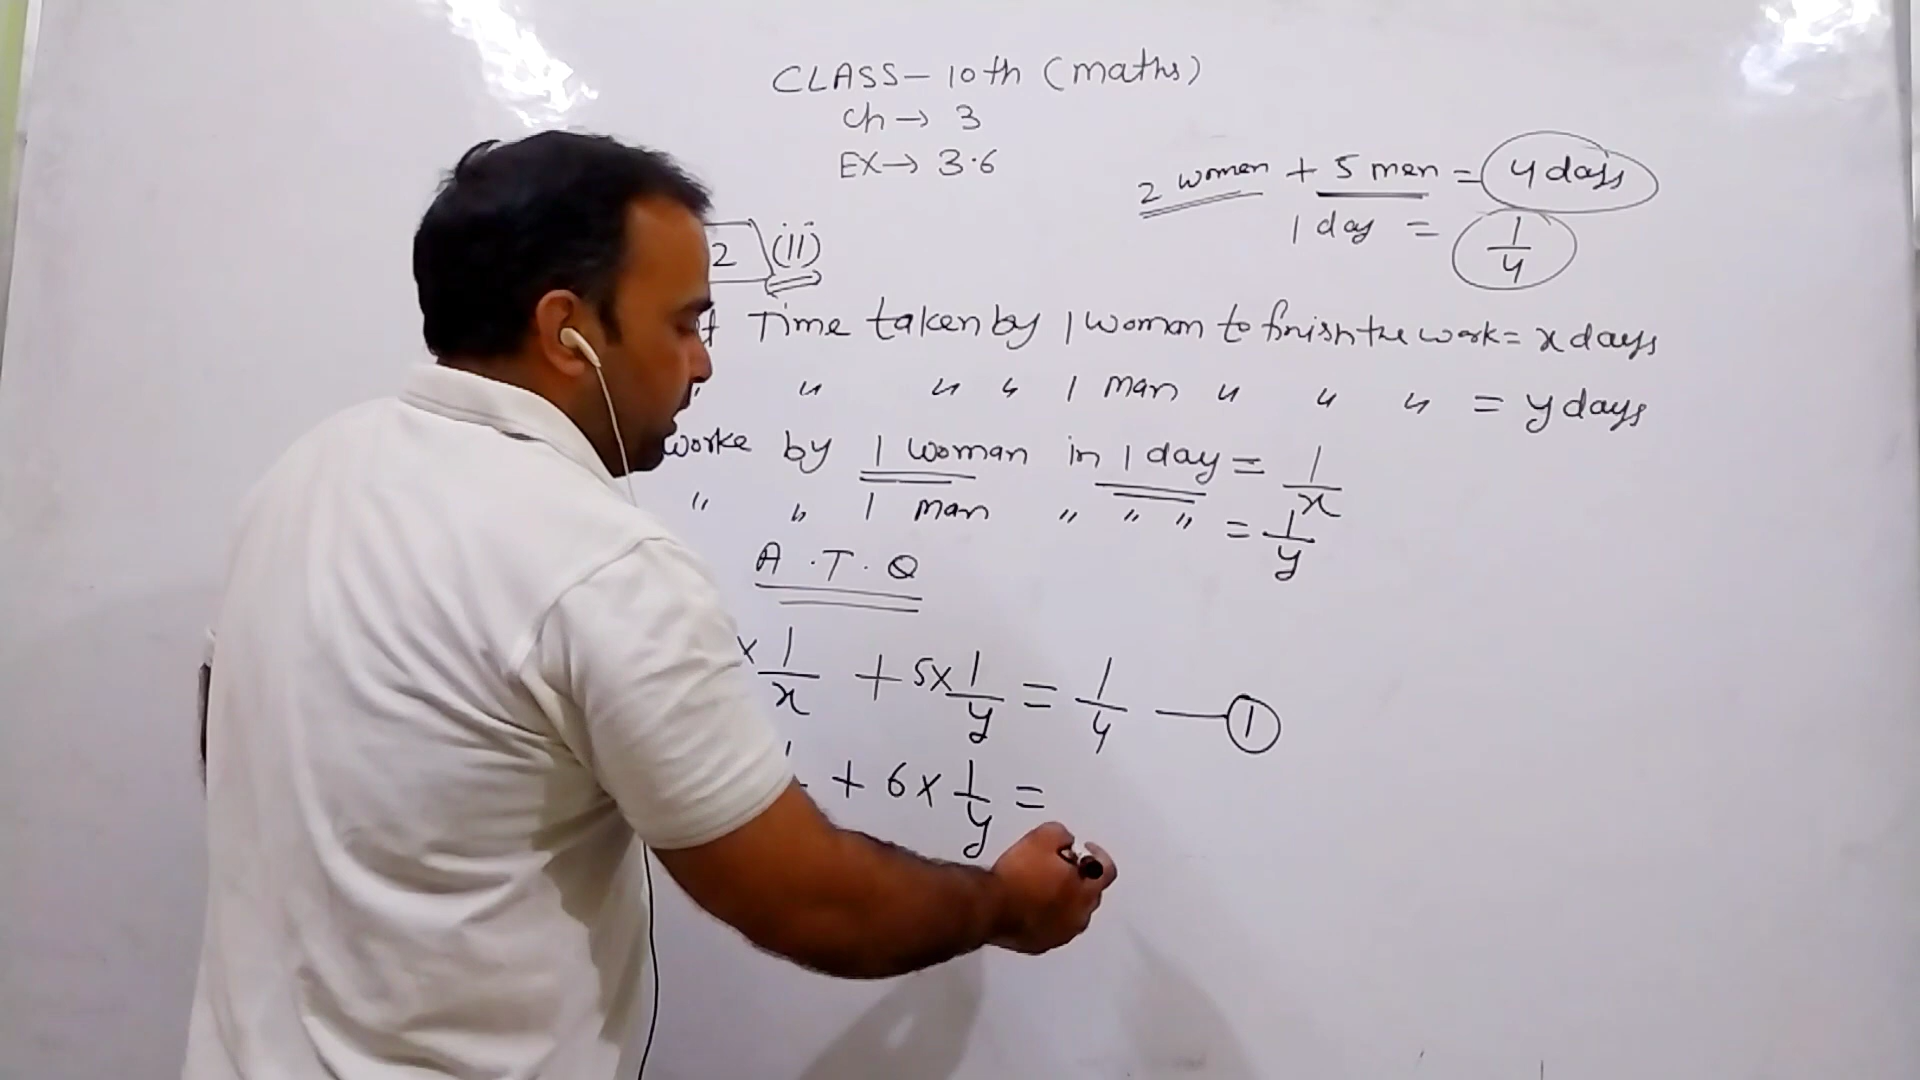 CLASS - 10th (maths)
Ch → 3
EX → 3.6
2 women + 5 men = 4 days
1 day = 1/4
2 (ii)
Time taken by 1 woman to finish the work = x days
" " " " 1 man " " " = y days
worke by 1 woman in 1 day = 1/x
" " 1 man " " " = 1/y
A.T.Q
× 1/x + 5 × 1/y = 1/4 — 1
+ 6 × 1/y =